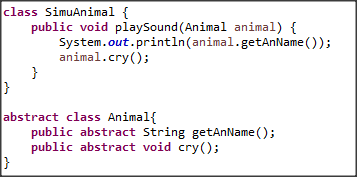 class SimuAnimal {
    public void playSound(Animal animal) {
        System.out.println(animal.getAnName());
        animal.cry();
    }
}

abstract class Animal{
    public abstract String getAnName();
    public abstract void cry();
}